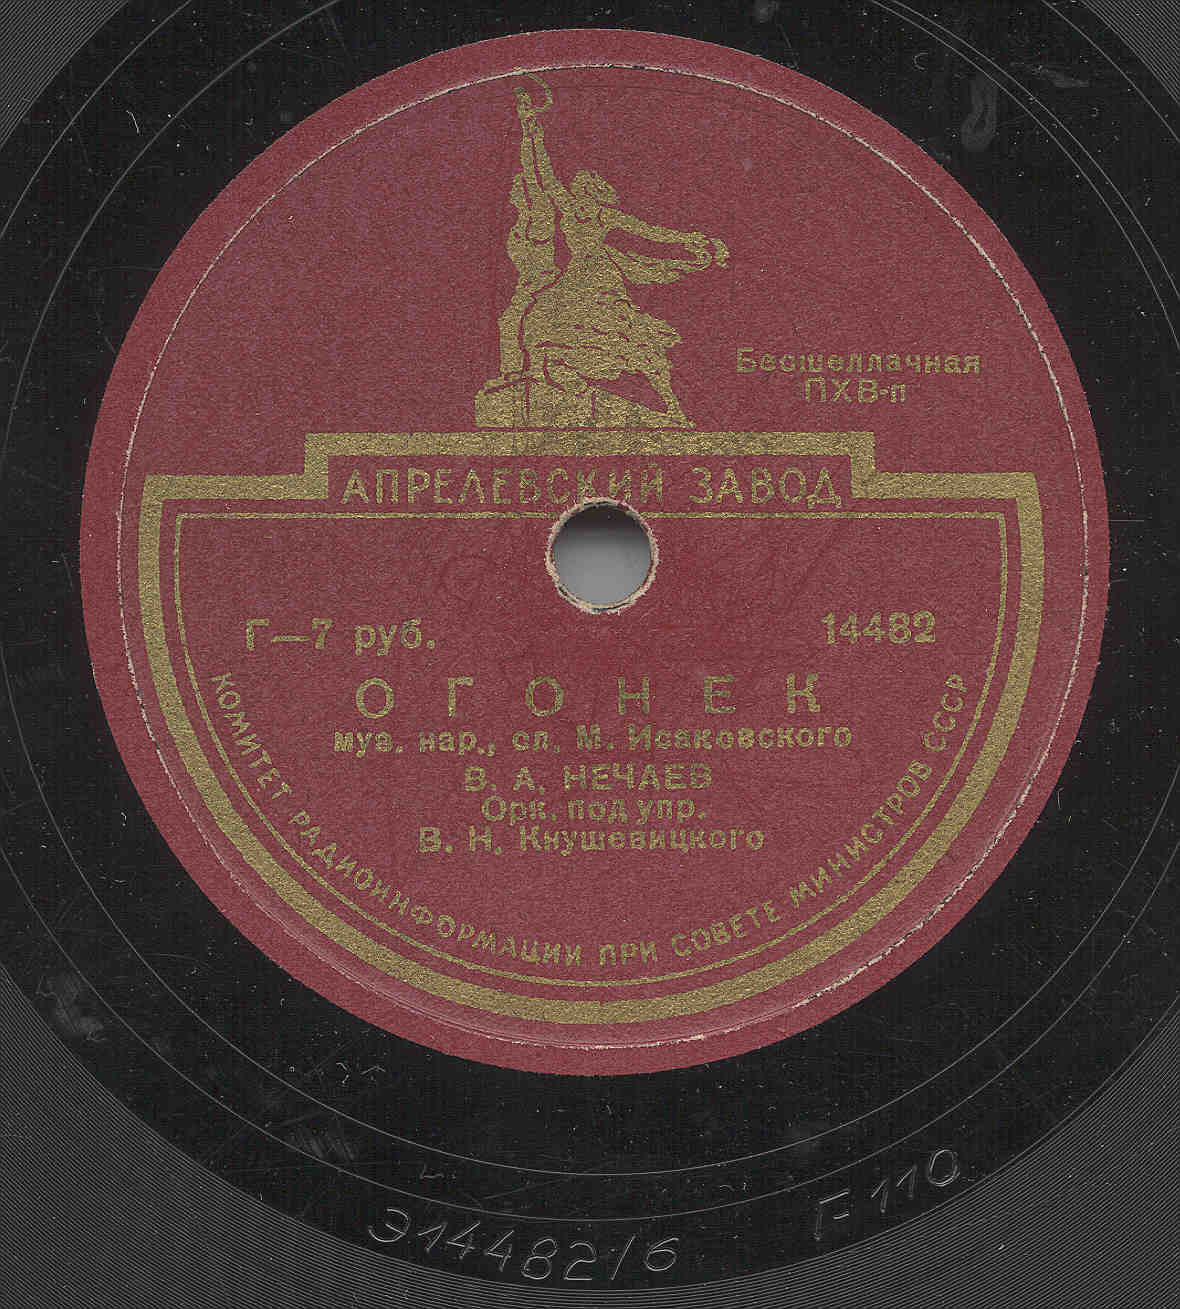 Бесшеллачная
ПХВ-п
АПРЕЛЕВСКИЙ ЗАВОД
Г—7 руб.
14482
ОГОНЕК
муз. нар., сл. М. Исаковского
В. А. НЕЧАЕВ
Орк. под упр.
В. Н. Кнушевицкого
КОМИТЕТ РАДИОИНФОРМАЦИИ ПРИ СОВЕТЕ МИНИСТРОВ СССР
Э14482/6
F 110